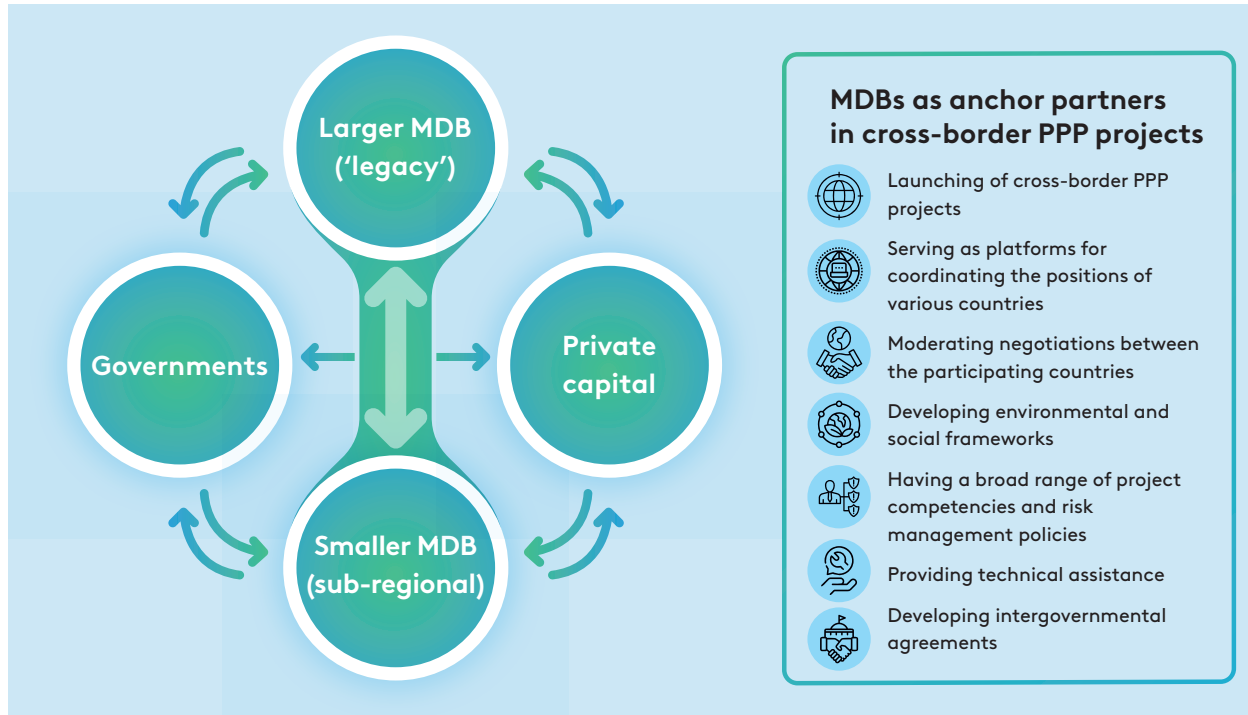 Larger MDB
(‘legacy’)
Governments
Private
capital
Smaller MDB
(sub-regional)
MDBs as anchor partners
in cross-border PPP projects
Launching of cross-border PPP
projects
Serving as platforms for
coordinating the positions of
various countries
Moderating negotiations between
the participating countries
Developing environmental and
social frameworks
Having a broad range of project
competencies and risk
management policies
Providing technical assistance
Developing intergovernmental
agreements